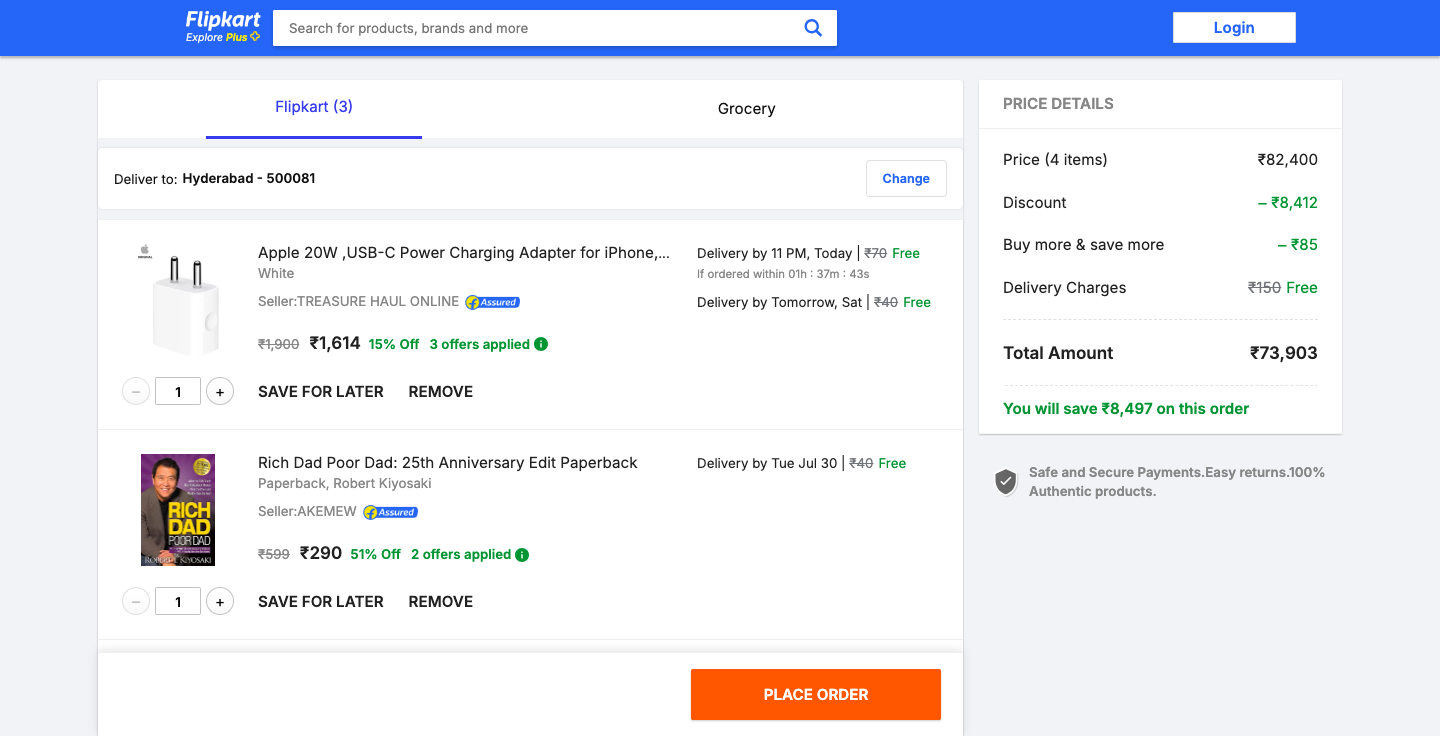 Flipkart
Explore Plus
Search for products, brands and more
Login
Flipkart (3)
Grocery
Deliver to: Hyderabad - 500081
Change
Apple 20W ,USB-C Power Charging Adapter for iPhone,...
White
Seller:TREASURE HAUL ONLINE f Assured
₹1,900 ₹1,614 15% Off 3 offers applied i
Delivery by 11 PM, Today | ₹70 Free
If ordered within 01h : 37m : 43s
Delivery by Tomorrow, Sat | ₹40 Free
− 1 +
SAVE FOR LATER REMOVE
RICH
DAD
POOR DAD
ROBERT T. KIYOSAKI
Rich Dad Poor Dad: 25th Anniversary Edit Paperback
Paperback, Robert Kiyosaki
Seller:AKEMEW f Assured
₹599 ₹290 51% Off 2 offers applied i
Delivery by Tue Jul 30 | ₹40 Free
− 1 +
SAVE FOR LATER REMOVE
PLACE ORDER
PRICE DETAILS
Price (4 items) ₹82,400
Discount − ₹8,412
Buy more & save more − ₹85
Delivery Charges ₹150 Free
Total Amount ₹73,903
You will save ₹8,497 on this order
Safe and Secure Payments.Easy returns.100%
Authentic products.